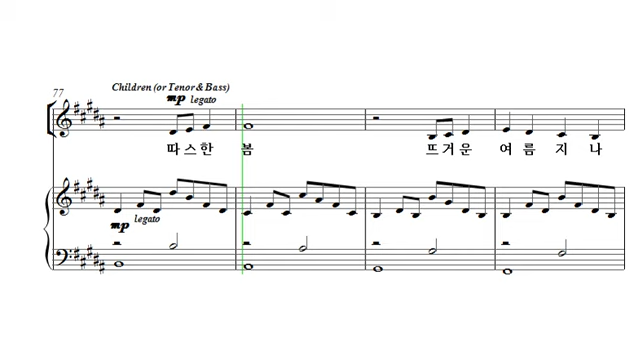 77
Children (or Tenor & Bass)
mp legato
따스한 봄 뜨거운 여름 지나
mp legato